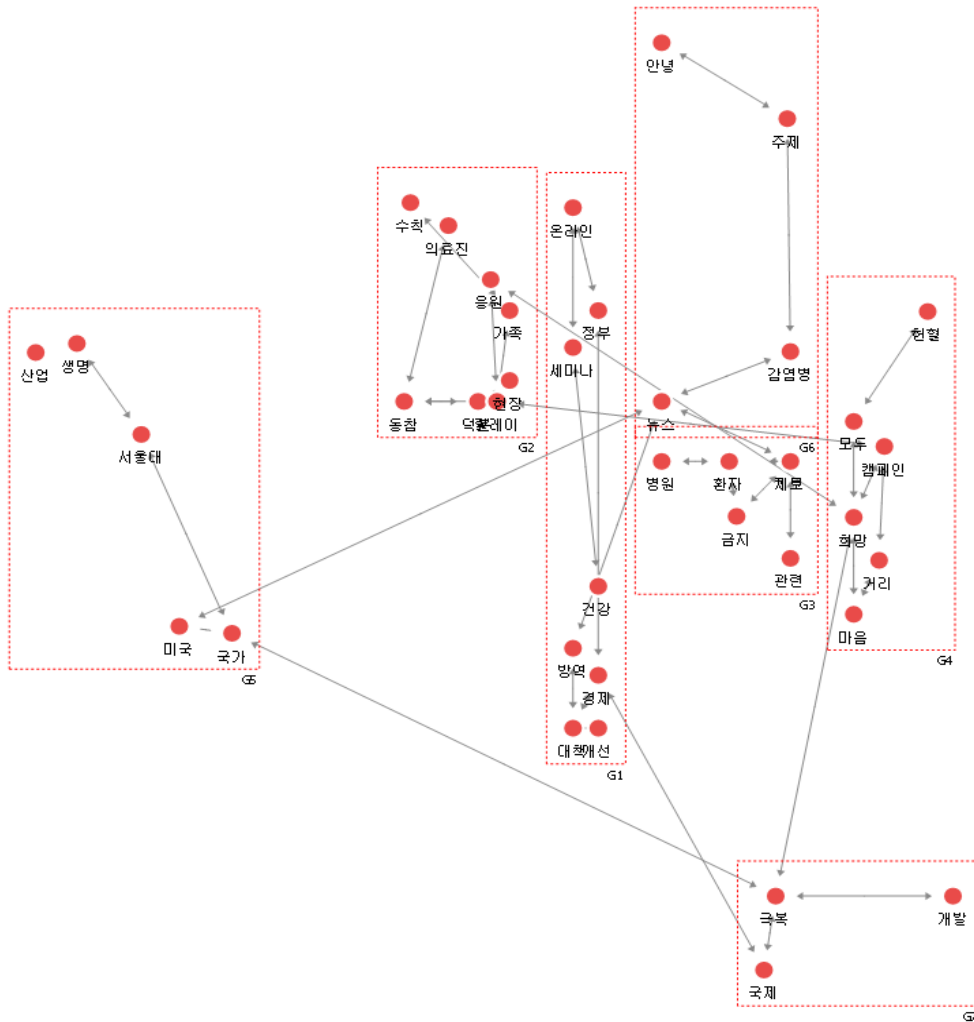 안녕
주제
감염병
뉴스
G6
수칙
의료진
응원
가족
현장
동참
G2
온라인
정부
세미나
건강
방역
경제
대책
개선
G1
헌혈
모두
캠페인
희망
거리
마음
G4
병원
환자
제로
금지
관련
G3
산업
생명
서울대
미국
국가
G5
극복
개발
국제